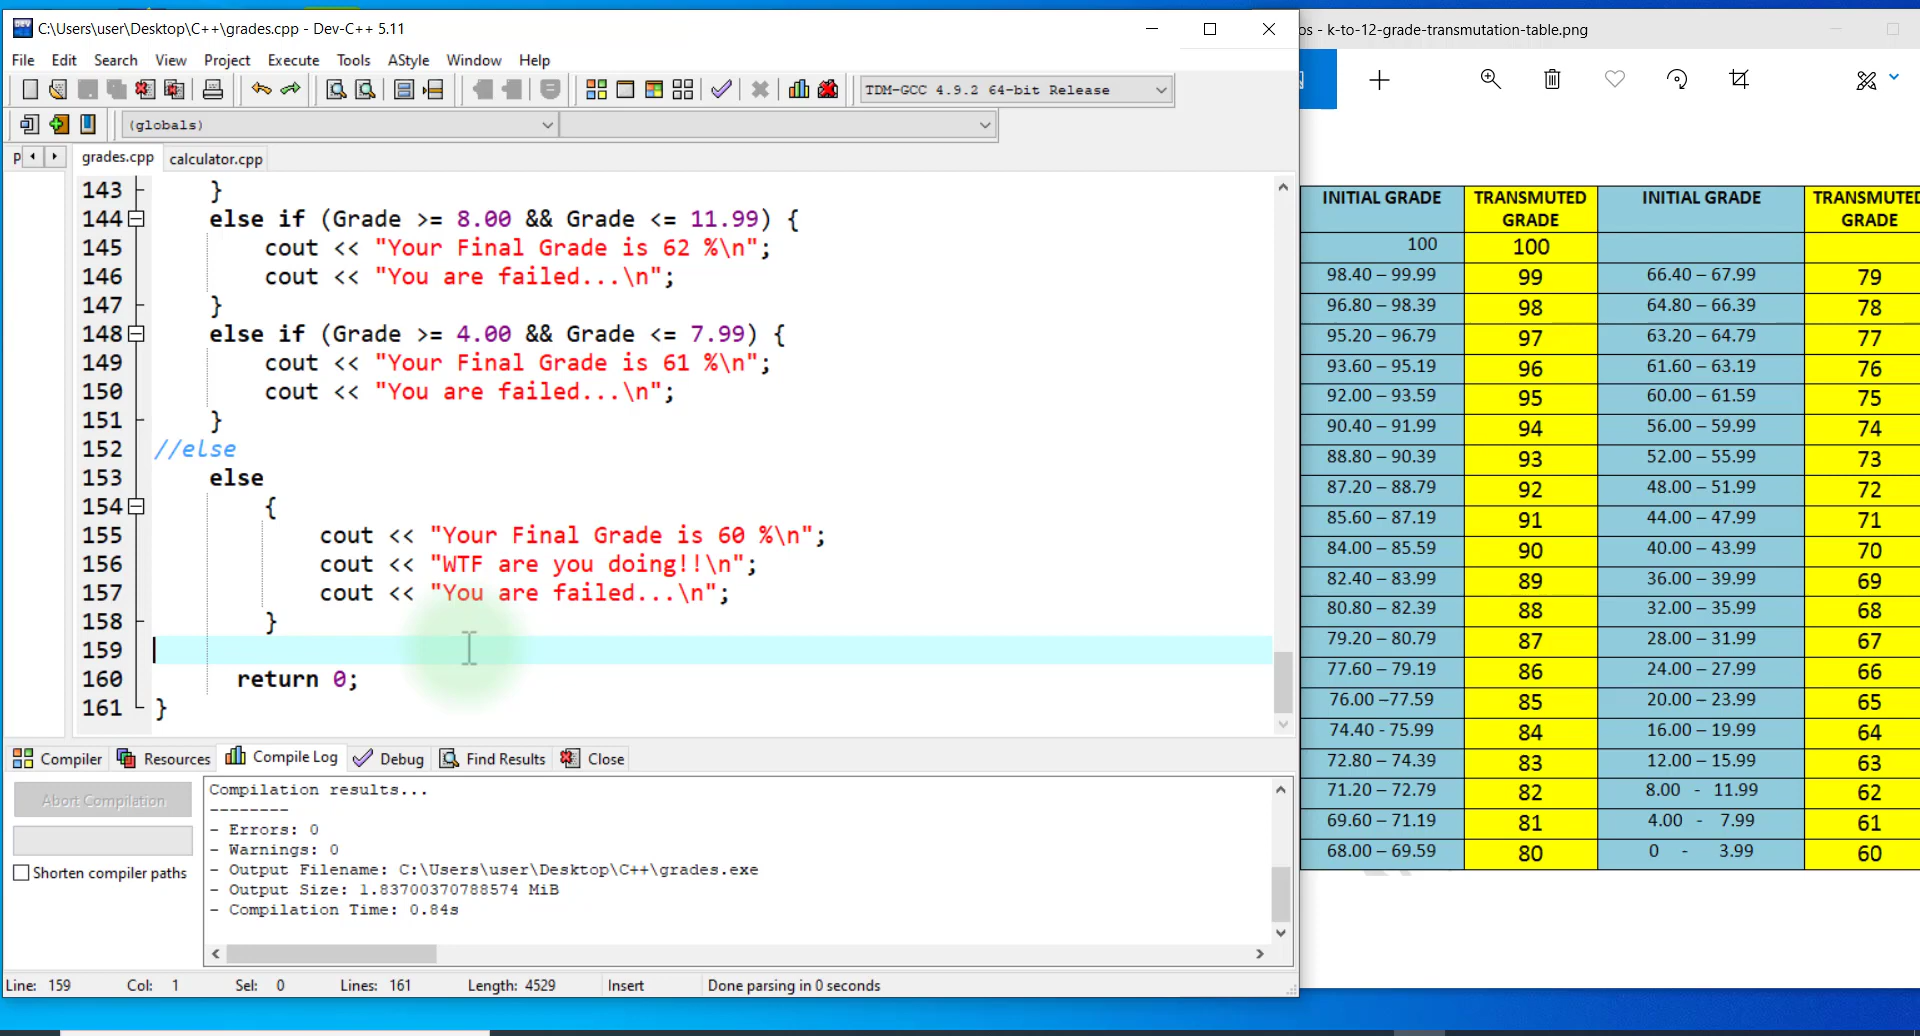 C:\Users\user\Desktop\C++\grades.cpp - Dev-C++ 5.11
File Edit Search View Project Execute Tools AStyle Window Help
TDM-GCC 4.9.2 64-bit Release
(globals)
P grades.cpp calculator.cpp
143 }
144 else if (Grade >= 8.00 && Grade <= 11.99) {
145 cout << "Your Final Grade is 62 %\n";
146 cout << "You are failed...\n";
147 }
148 else if (Grade >= 4.00 && Grade <= 7.99) {
149 cout << "Your Final Grade is 61 %\n";
150 cout << "You are failed...\n";
151 }
152 //else
153 else
154 {
155 cout << "Your Final Grade is 60 %\n";
156 cout << "WTF are you doing!!\n";
157 cout << "You are failed...\n";
158 }
159
160 return 0;
161 }
Compiler Resources Compile Log Debug Find Results Close
Abort Compilation
Shorten compiler paths
Compilation results...
--------
- Errors: 0
- Warnings: 0
- Output Filename: C:\Users\user\Desktop\C++\grades.exe
- Output Size: 1.83700370788574 MiB
- Compilation Time: 0.84s
Line: 159 Col: 1 Sel: 0 Lines: 161 Length: 4529 Insert Done parsing in 0 seconds
os - k-to-12-grade-transmutation-table.png
INITIAL GRADE TRANSMUTED GRADE INITIAL GRADE TRANSMUTED GRADE
100 100
98.40 – 99.99 99 66.40 – 67.99 79
96.80 – 98.39 98 64.80 – 66.39 78
95.20 – 96.79 97 63.20 – 64.79 77
93.60 – 95.19 96 61.60 – 63.19 76
92.00 – 93.59 95 60.00 – 61.59 75
90.40 – 91.99 94 56.00 – 59.99 74
88.80 – 90.39 93 52.00 – 55.99 73
87.20 – 88.79 92 48.00 – 51.99 72
85.60 – 87.19 91 44.00 – 47.99 71
84.00 – 85.59 90 40.00 – 43.99 70
82.40 – 83.99 89 36.00 – 39.99 69
80.80 – 82.39 88 32.00 – 35.99 68
79.20 – 80.79 87 28.00 – 31.99 67
77.60 – 79.19 86 24.00 – 27.99 66
76.00 –77.59 85 20.00 – 23.99 65
74.40 - 75.99 84 16.00 – 19.99 64
72.80 – 74.39 83 12.00 – 15.99 63
71.20 – 72.79 82 8.00 - 11.99 62
69.60 – 71.19 81 4.00 - 7.99 61
68.00 – 69.59 80 0 - 3.99 60